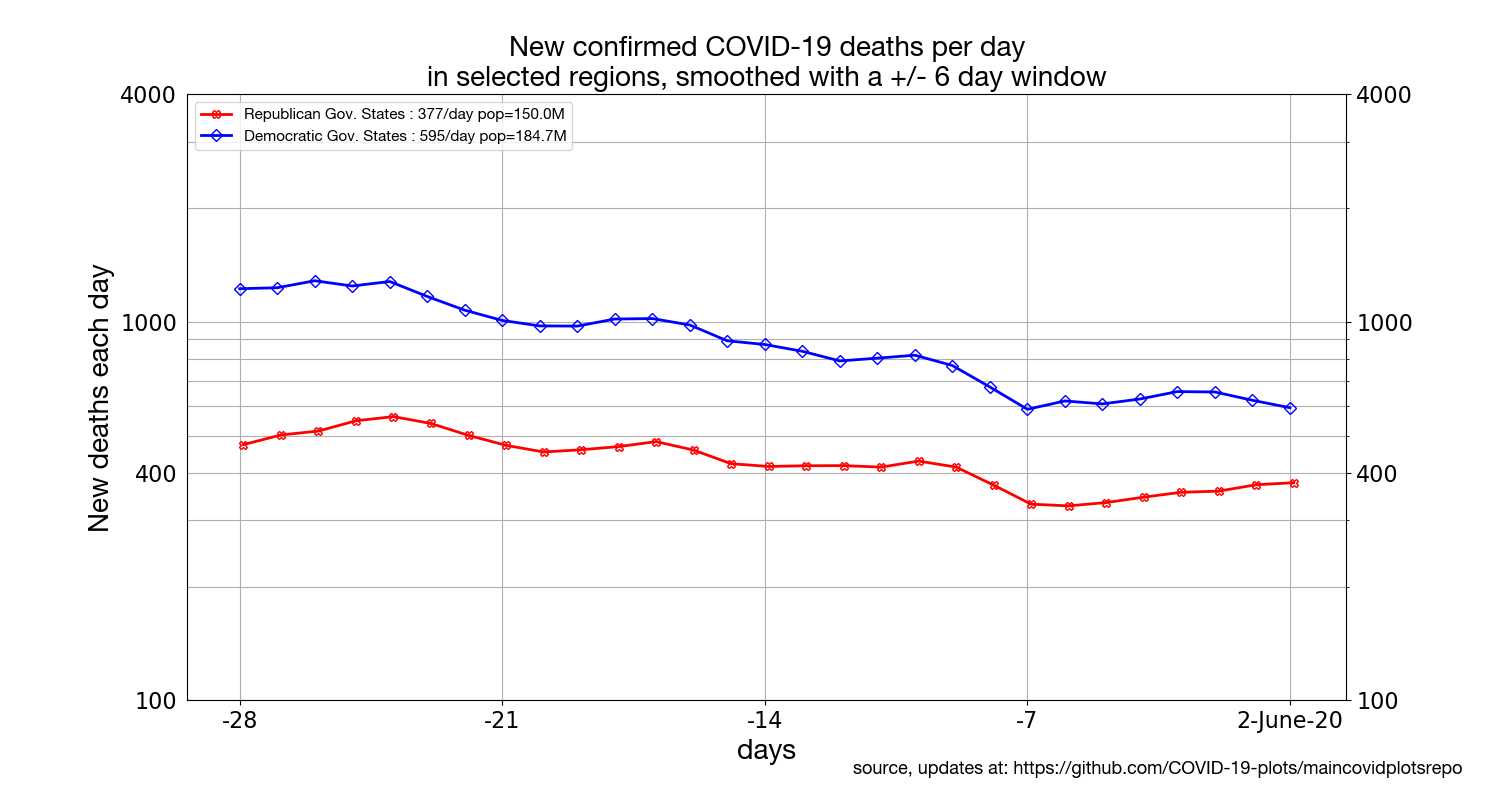 New confirmed COVID-19 deaths per day
in selected regions, smoothed with a +/- 6 day window
4000
4000
Republican Gov. States : 377/day pop=150.0M
Democratic Gov. States : 595/day pop=184.7M
New deaths each day
1000
1000
400
400
100
100
-28
-21
-14
-7
2-June-20
days
source, updates at: https://github.com/COVID-19-plots/maincovidplotsrepo